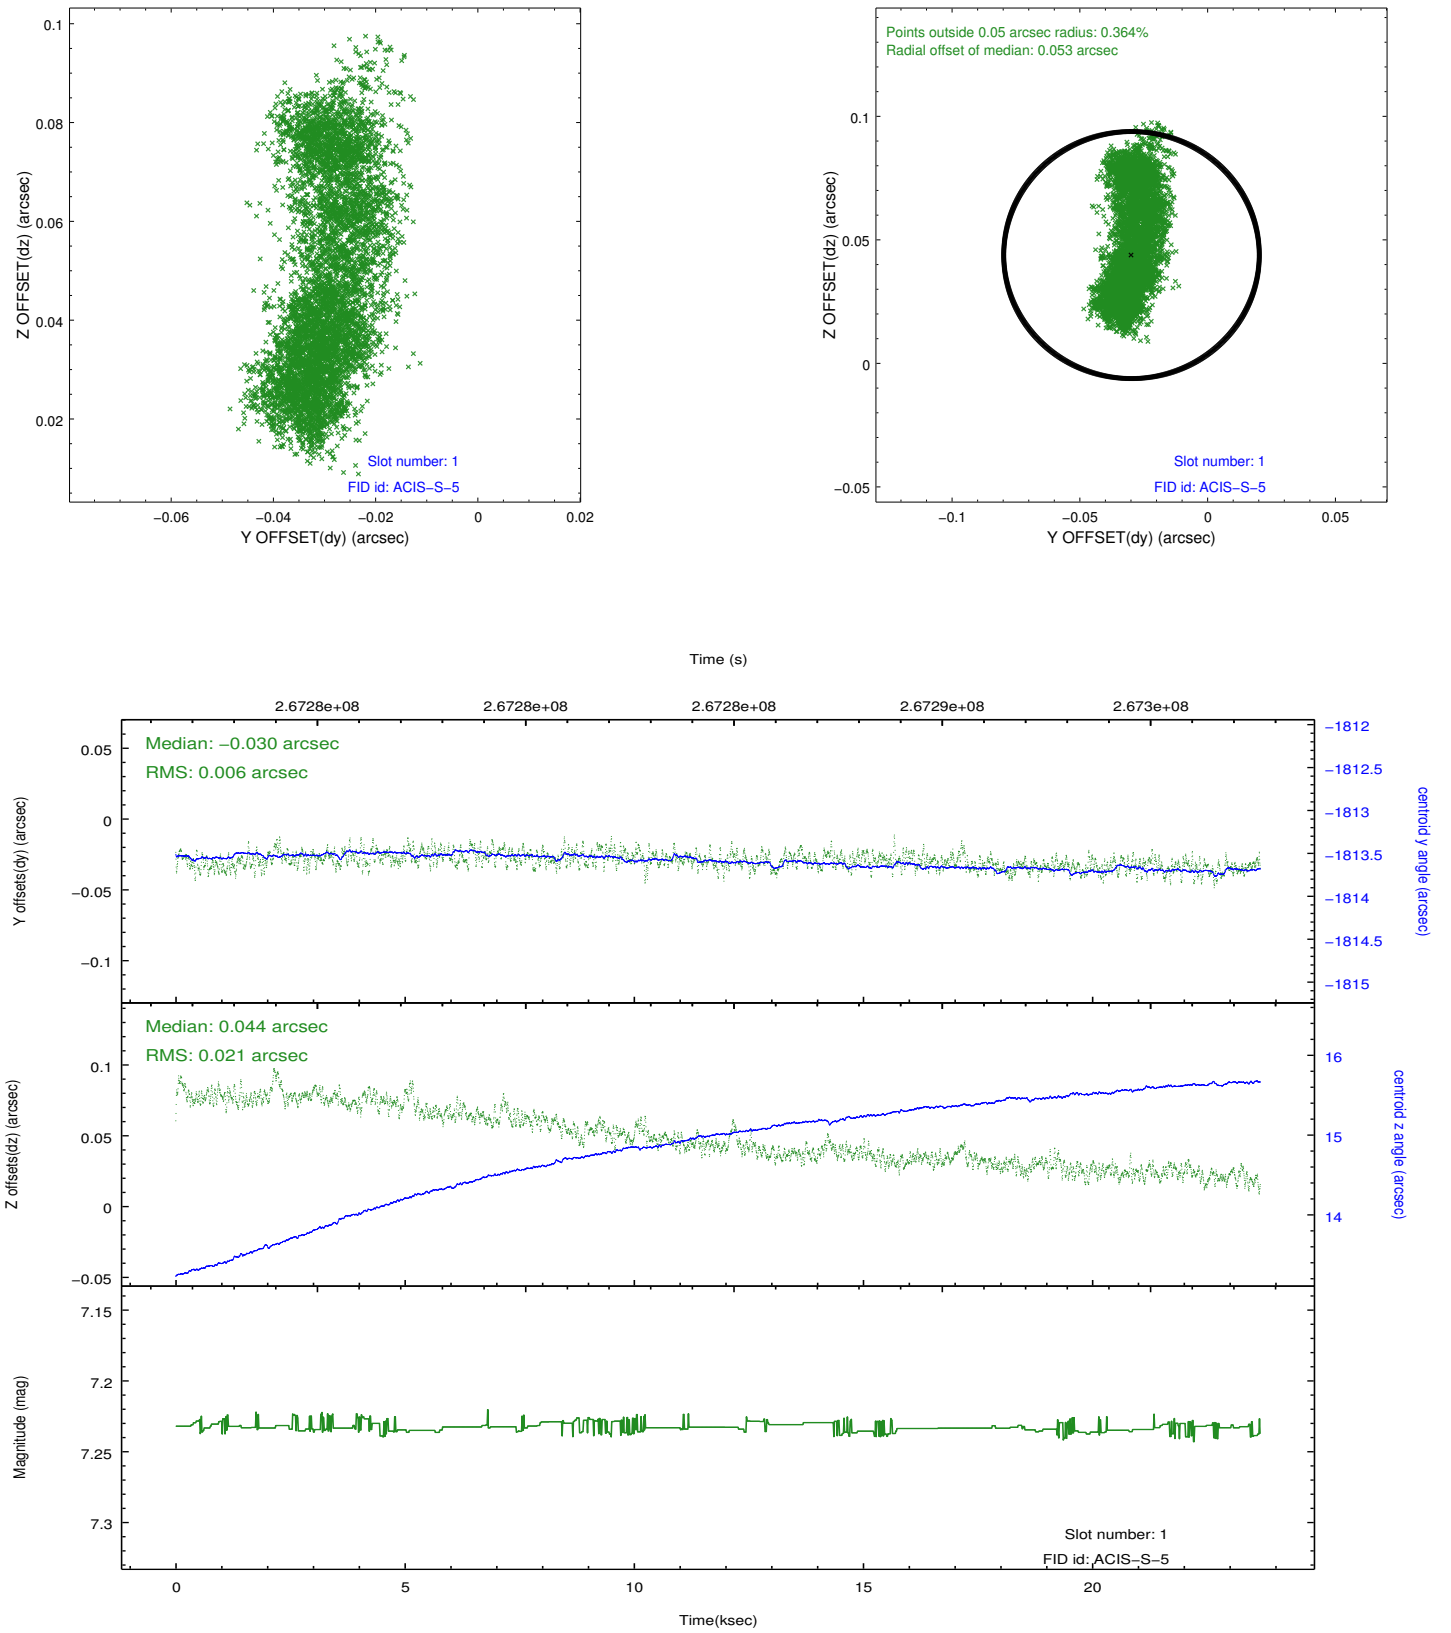 0.1
0.08
0.06
0.04
0.02
Z OFFSET(dz) (arcsec)
Slot number: 1
FID id: ACIS−S−5
−0.06 −0.04 −0.02 0 0.02
Y OFFSET(dy) (arcsec)
Points outside 0.05 arcsec radius: 0.364%
Radial offset of median: 0.053 arcsec
0.1
0.05
0
−0.05
Z OFFSET(dz) (arcsec)
Slot number: 1
FID id: ACIS−S−5
−0.1 −0.05 0 0.05
Y OFFSET(dy) (arcsec)
Time (s)
2.6728e+08 2.6728e+08 2.6728e+08 2.6729e+08 2.673e+08
Median: −0.030 arcsec
RMS: 0.006 arcsec
0.05
0
−0.05
−0.1
Y offsets(dy) (arcsec)
−1812
−1812.5
−1813
−1813.5
−1814
−1814.5
−1815
centroid y angle (arcsec)
Median: 0.044 arcsec
RMS: 0.021 arcsec
0.1
0.05
0
−0.05
Z offsets(dz) (arcsec)
16
15
14
centroid z angle (arcsec)
7.15
7.2
7.25
7.3
Magnitude (mag)
Slot number: 1
FID id: ACIS−S−5
0 5 10 15 20
Time(ksec)